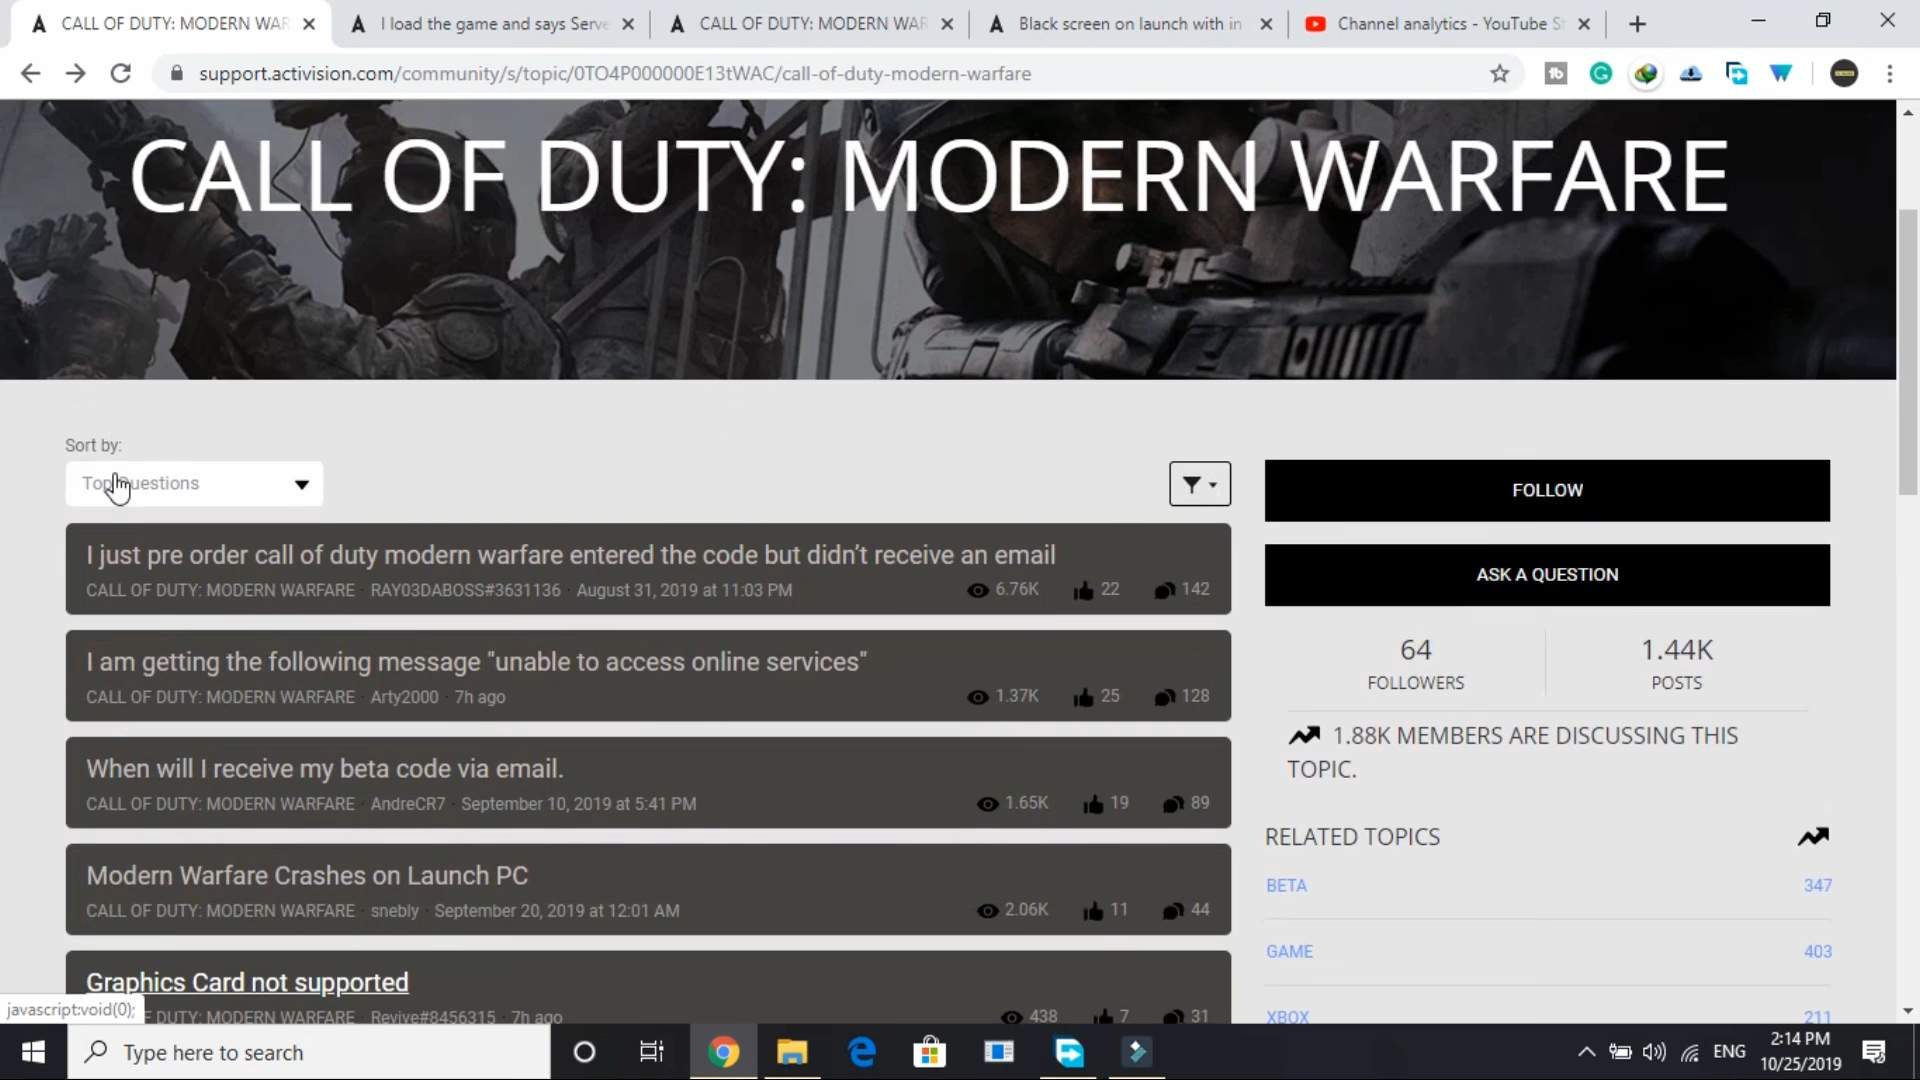 CALL OF DUTY: MODERN WAR
I load the game and says Serve
CALL OF DUTY: MODERN WAR
Black screen on launch with in
Channel analytics - YouTube St
support.activision.com/community/s/topic/0TO4P000000E13tWAC/call-of-duty-modern-warfare
CALL OF DUTY: MODERN WARFARE
Sort by:
Top Questions
FOLLOW
ASK A QUESTION
64
FOLLOWERS
1.44K
POSTS
1.88K MEMBERS ARE DISCUSSING THIS
TOPIC.
RELATED TOPICS
BETA 347
GAME 403
XBOX 211
I just pre order call of duty modern warfare entered the code but didn't receive an email
CALL OF DUTY: MODERN WARFARE · RAY03DABOSS#3631136 · August 31, 2019 at 11:03 PM 6.76K 22 142
I am getting the following message "unable to access online services"
CALL OF DUTY: MODERN WARFARE · Arty2000 · 7h ago 1.37K 25 128
When will I receive my beta code via email.
CALL OF DUTY: MODERN WARFARE · AndreCR7 · September 10, 2019 at 5:41 PM 1.65K 19 89
Modern Warfare Crashes on Launch PC
CALL OF DUTY: MODERN WARFARE · snebly · September 20, 2019 at 12:01 AM 2.06K 11 44
Graphics Card not supported
F DUTY: MODERN WARFARE · Revive#8456315 · 7h ago 438 7 31
javascript:void(0);
Type here to search
ENG
2:14 PM
10/25/2019